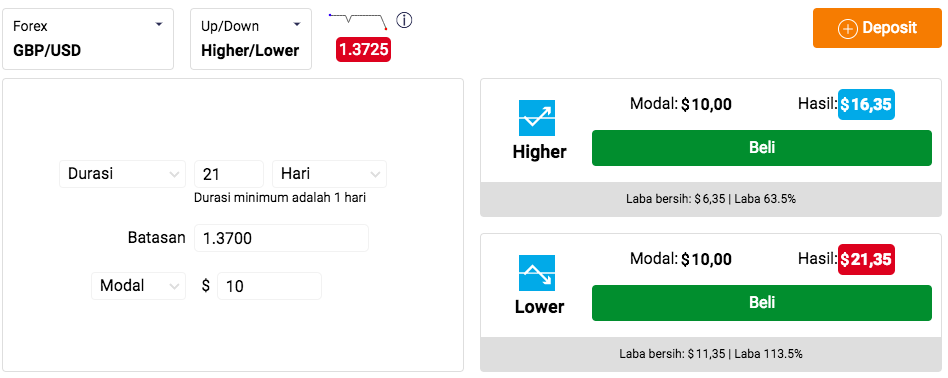 Forex
GBP/USD
Up/Down
Higher/Lower
1.3725
Deposit
Durasi 21 Hari
Durasi minimum adalah 1 hari
Batasan 1.3700
Modal $ 10
Modal: $10,00 Hasil: $16,35
Higher
Beli
Laba bersih: $6,35 | Laba 63.5%
Modal: $10,00 Hasil: $21,35
Lower
Beli
Laba bersih: $11,35 | Laba 113.5%